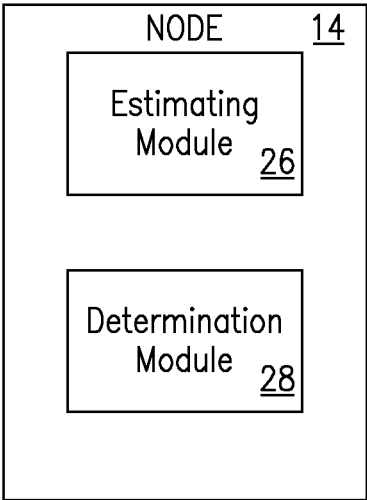 NODE 14
Estimating
Module
26
Determination
Module
28